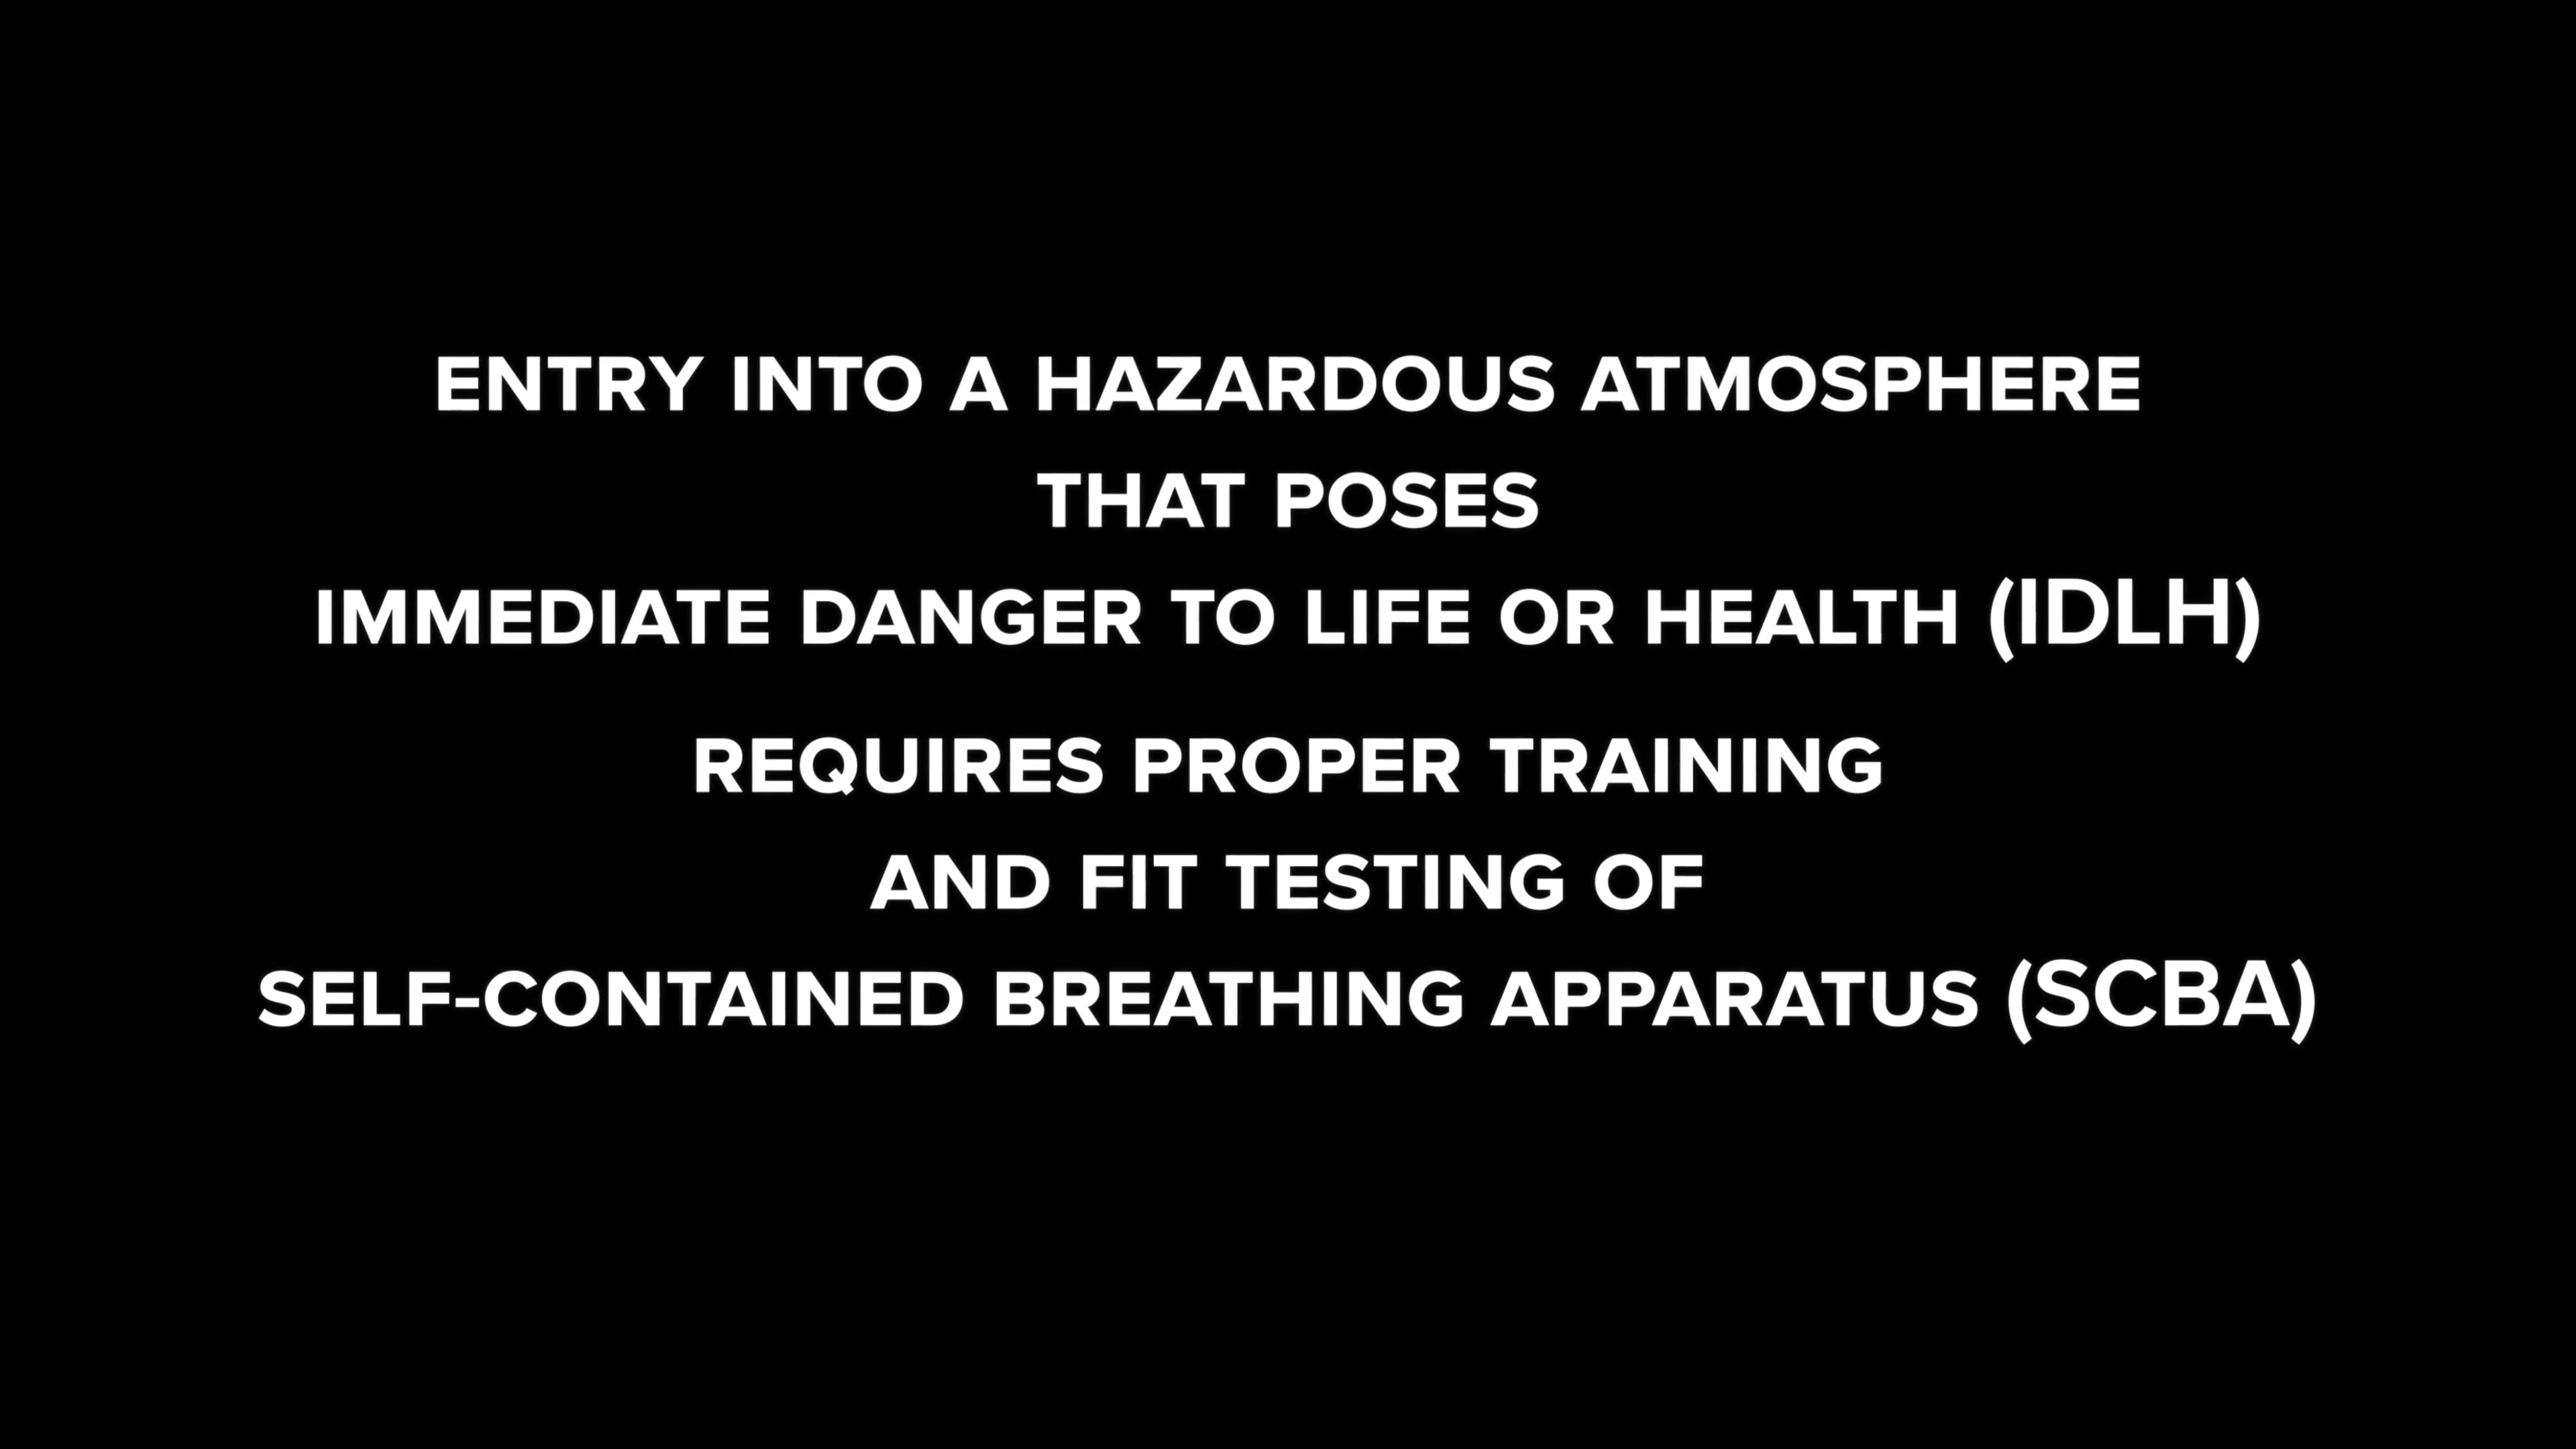 ENTRY INTO A HAZARDOUS ATMOSPHERE
THAT POSES
IMMEDIATE DANGER TO LIFE OR HEALTH (IDLH)
REQUIRES PROPER TRAINING
AND FIT TESTING OF
SELF-CONTAINED BREATHING APPARATUS (SCBA)